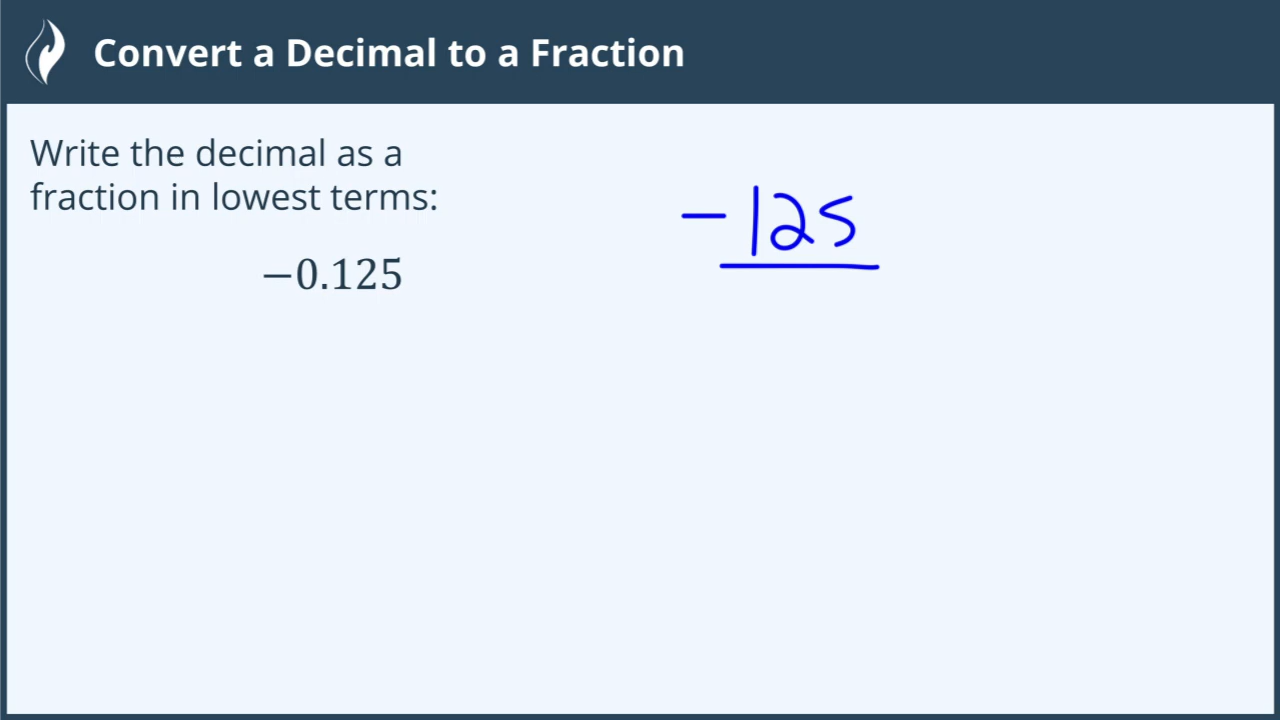 Convert a Decimal to a Fraction
Write the decimal as a
fraction in lowest terms:
−0.125
−125